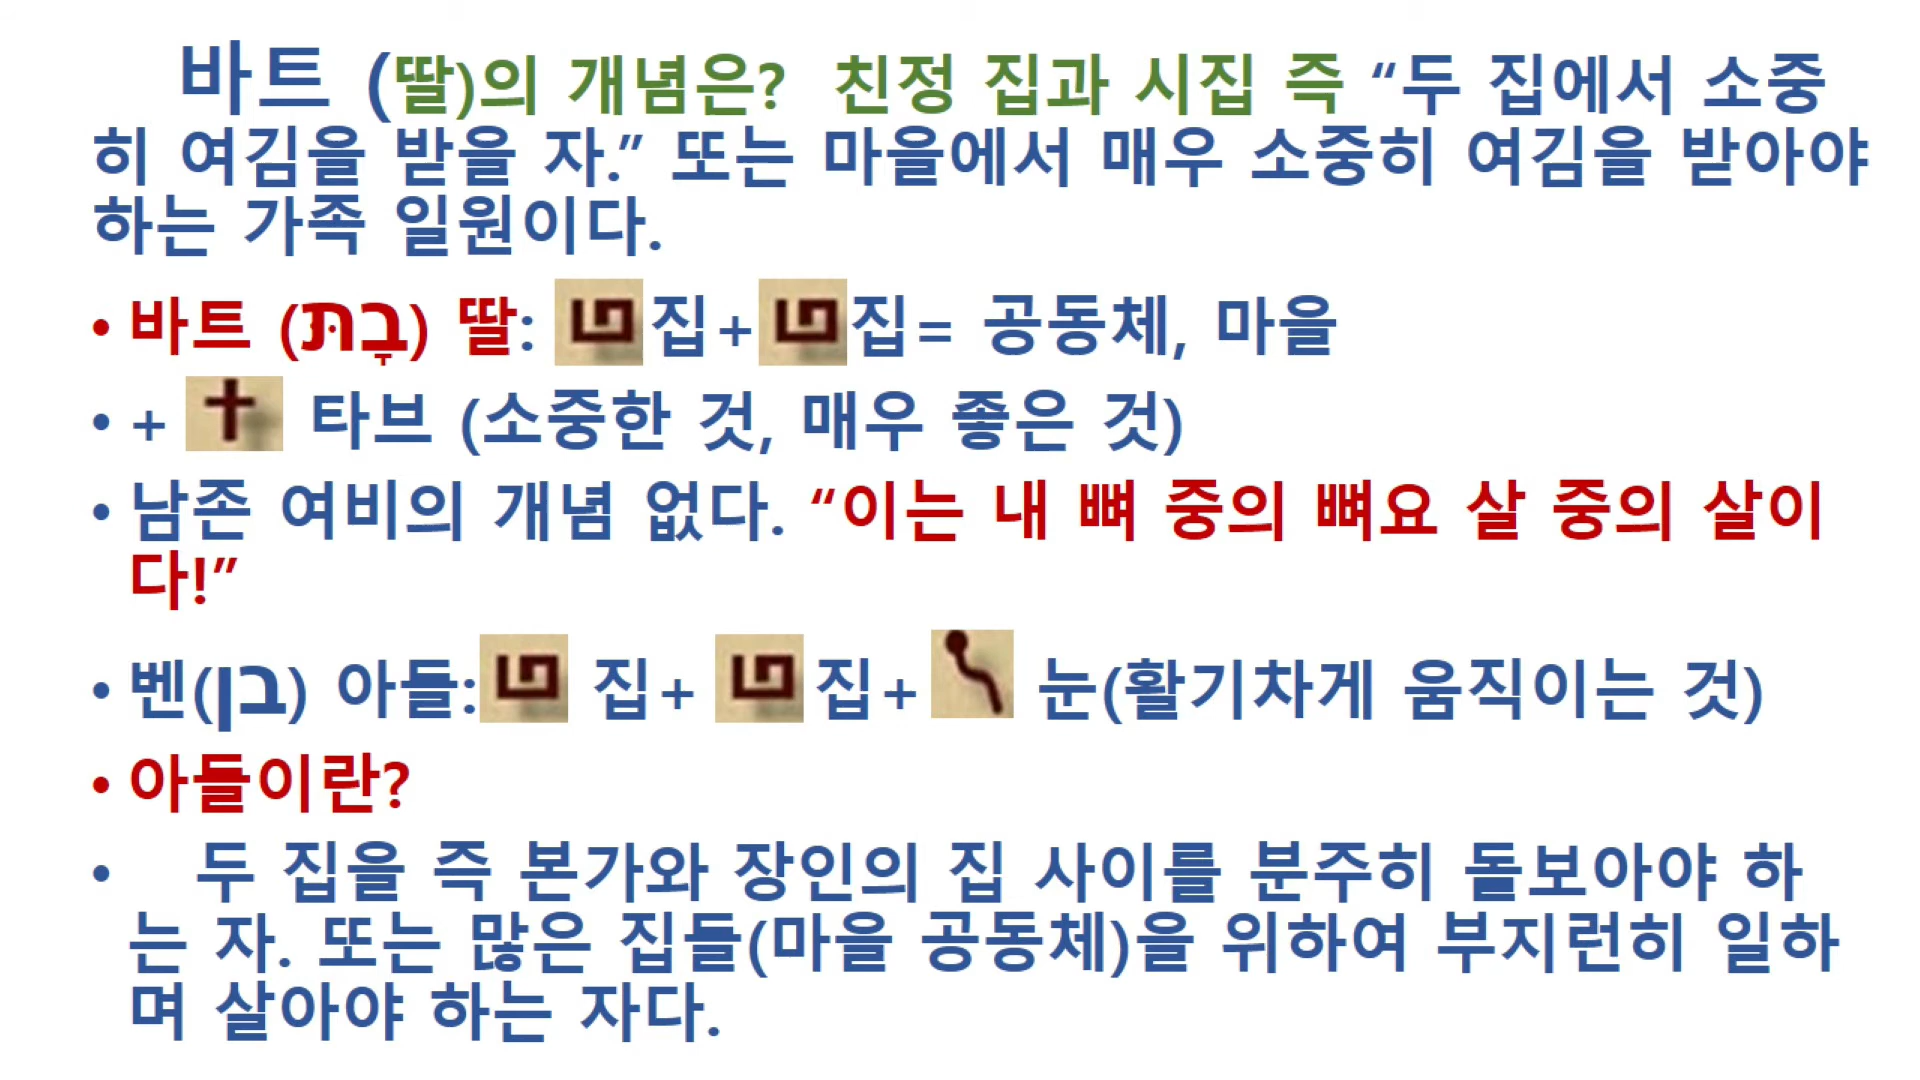 바트 (딸)의 개념은? 친정 집과 시집 즉 “두 집에서 소중
히 여김을 받을 자.” 또는 마을에서 매우 소중히 여김을 받아야
하는 가족 일원이다.
• 바트 (בָתּ) 딸: 집+집= 공동체, 마을
• + 타브 (소중한 것, 매우 좋은 것)
• 남존 여비의 개념 없다. “이는 내 뼈 중의 뼈요 살 중의 살이
다!”
• 벤(בן) 아들: 집+ 집+ 눈(활기차게 움직이는 것)
• 아들이란?
• 두 집을 즉 본가와 장인의 집 사이를 분주히 돌보아야 하
는 자. 또는 많은 집들(마을 공동체)을 위하여 부지런히 일하
며 살아야 하는 자다.